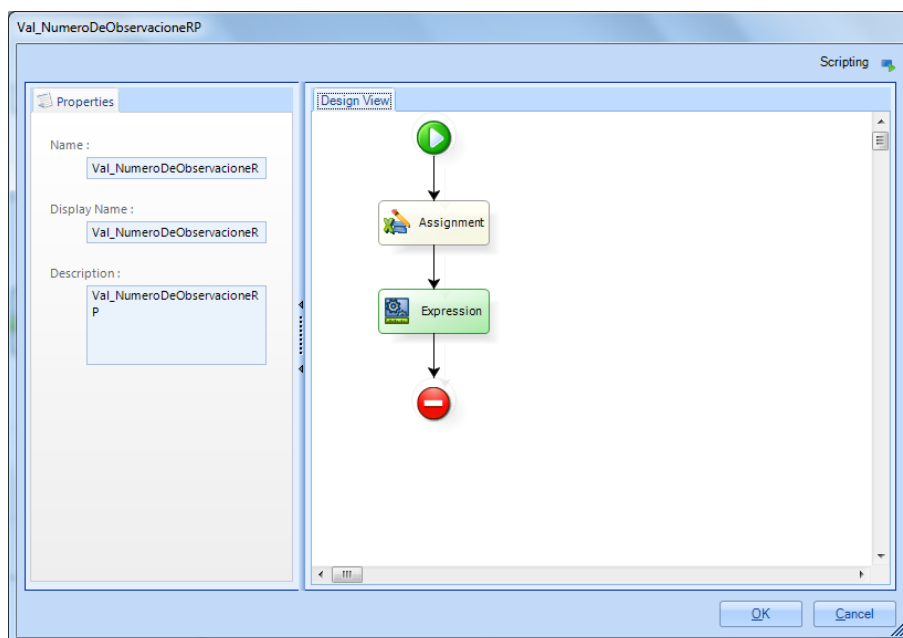 Val_NumeroDeObservacioneRP
Scripting
Properties
Name :
Val_NumeroDeObservacioneR
Display Name :
Val_NumeroDeObservacioneR
Description :
Val_NumeroDeObservacioneR
P
Design View
Assignment
Expression
OK
Cancel